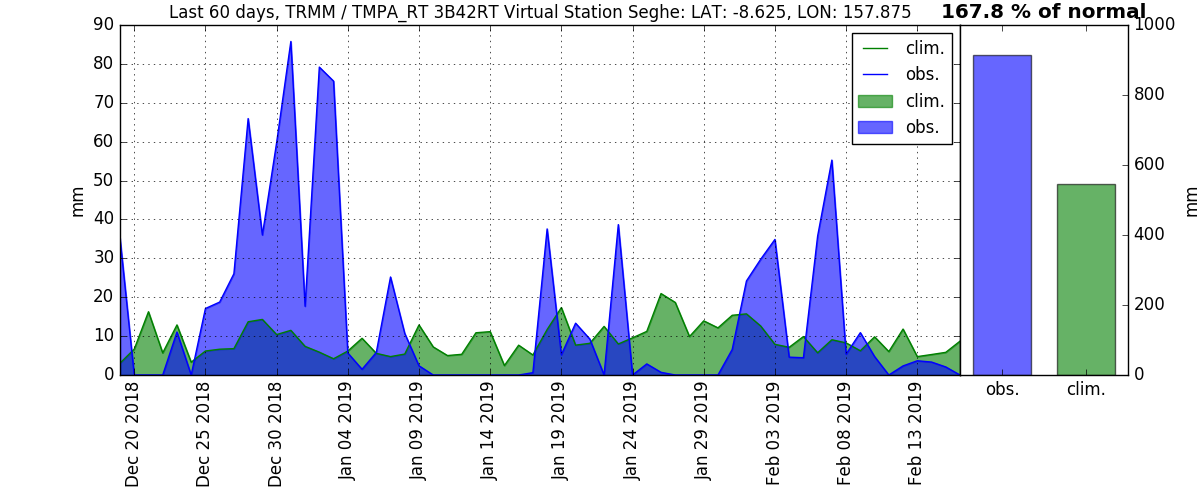 Last 60 days, TRMM / TMPA_RT 3B42RT Virtual Station Seghe: LAT: -8.625, LON: 157.875
167.8 % of normal
90
80
70
60
50
40
30
20
10
0
mm
clim.
obs.
clim.
obs.
Dec 20 2018
Dec 25 2018
Dec 30 2018
Jan 04 2019
Jan 09 2019
Jan 14 2019
Jan 19 2019
Jan 24 2019
Jan 29 2019
Feb 03 2019
Feb 08 2019
Feb 13 2019
1000
800
600
400
200
0
mm
obs.
clim.